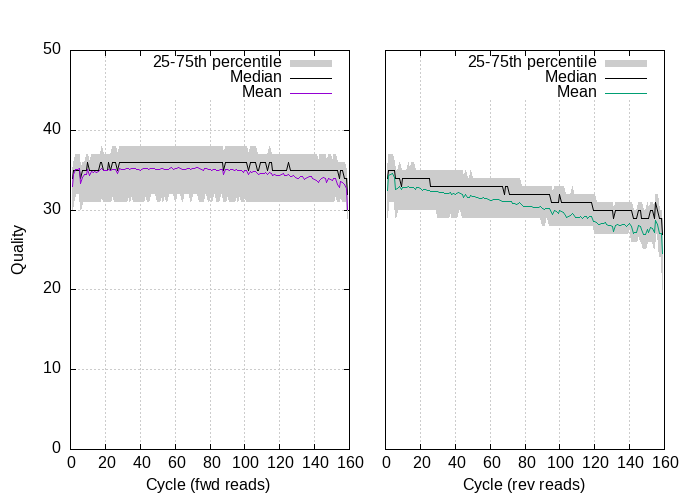 50
40
30
20
10
0
Quality
25-75th percentile
Median
Mean
0 20 40 60 80 100 120 140 160
Cycle (fwd reads)
25-75th percentile
Median
Mean
0 20 40 60 80 100 120 140 160
Cycle (rev reads)